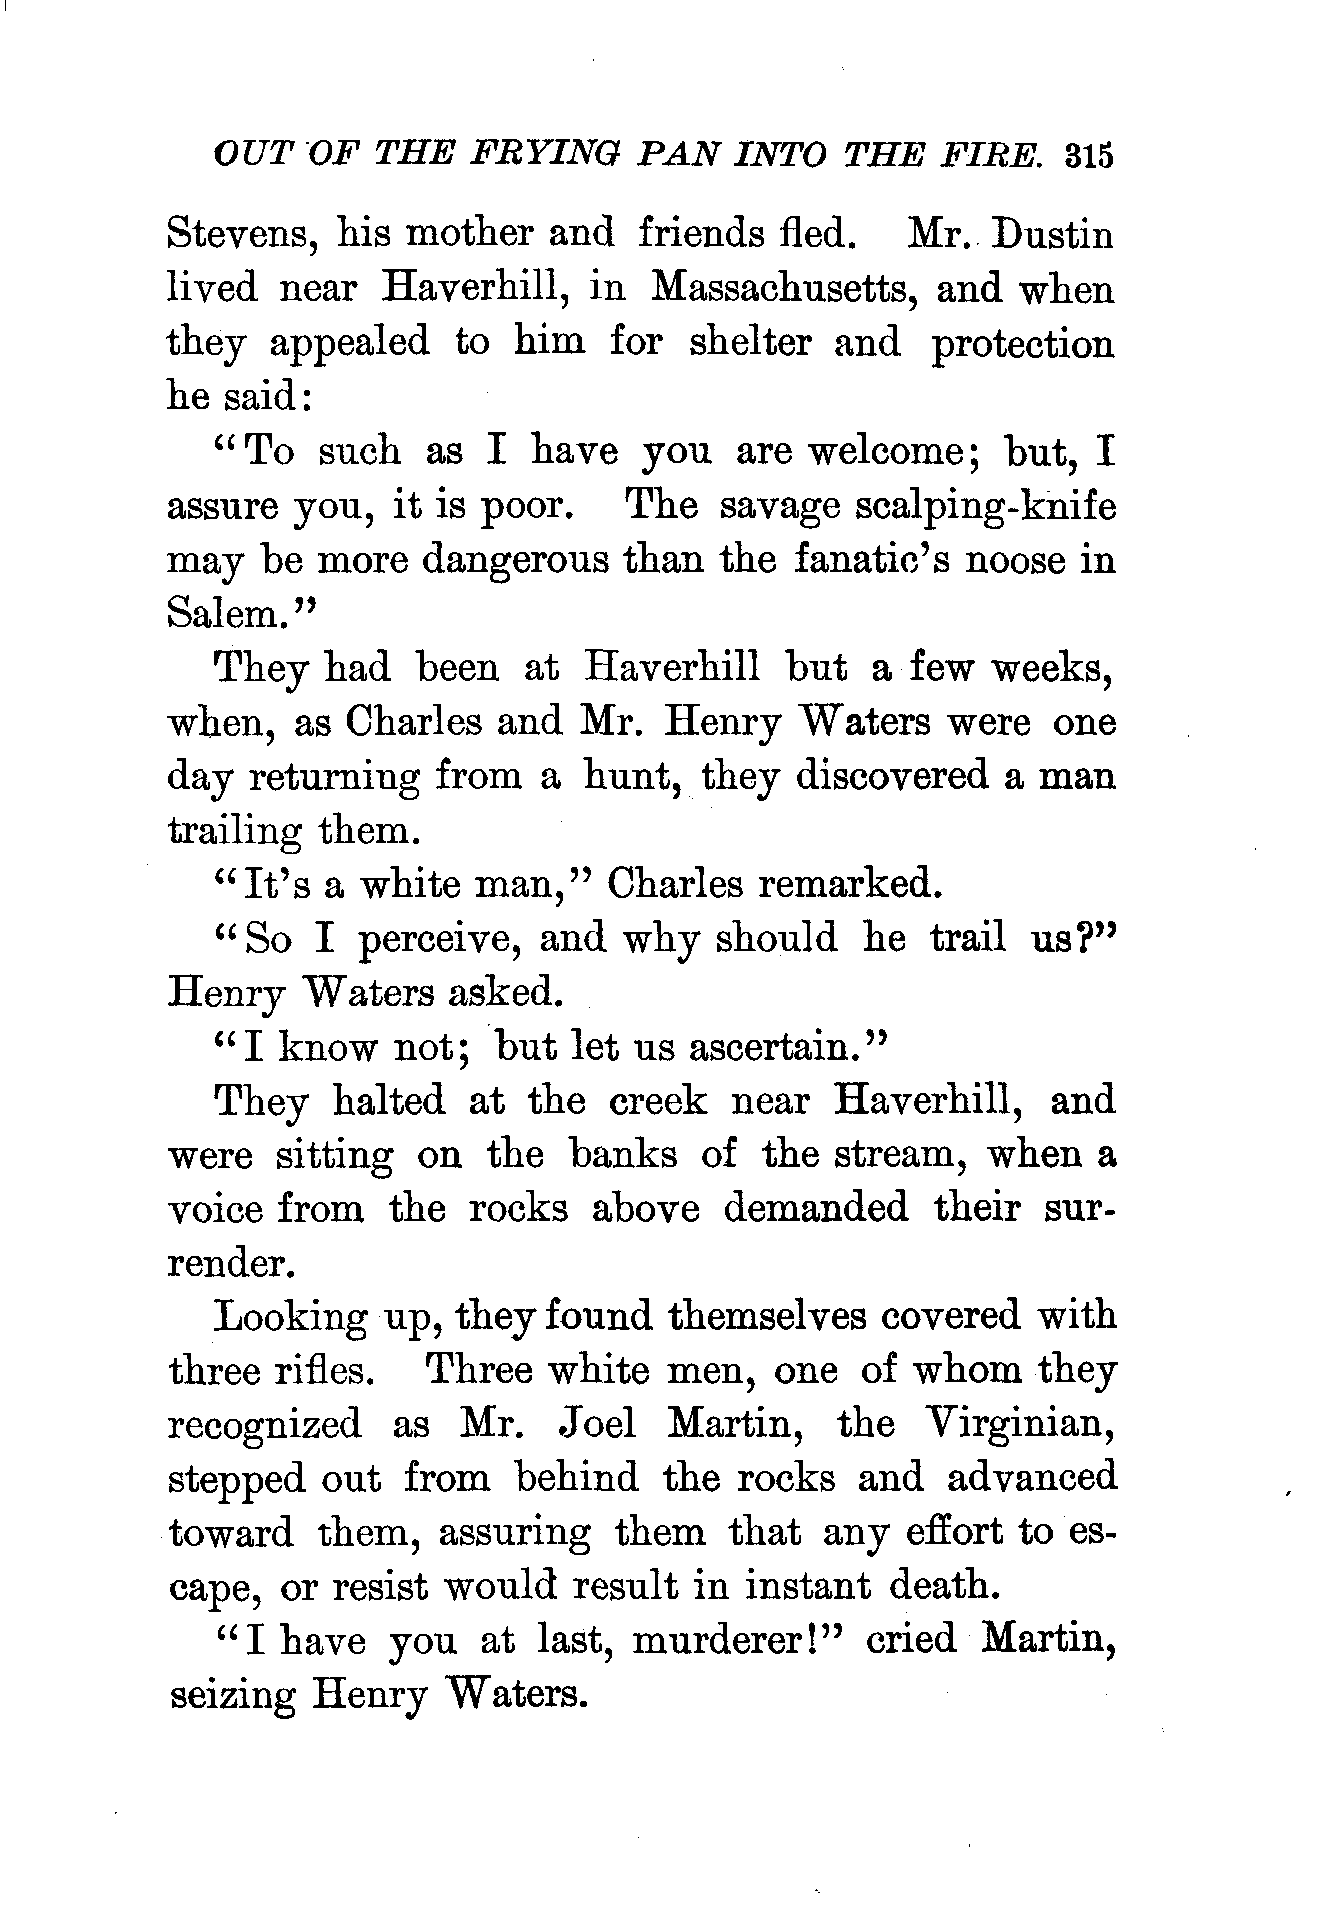 OUT OF THE FRYING PAN INTO THE FIRE. 315
Stevens, his mother and friends fled. Mr. Dustin
lived near Haverhill, in Massachusetts, and when
they appealed to him for shelter and protection
he said:
"To such as I have you are welcome; but, I
assure you, it is poor. The savage scalping-knife
may be more dangerous than the fanatic's noose in
Salem."
They had been at Haverhill but a few weeks,
when, as Charles and Mr. Henry Waters were one
day returning from a hunt, they discovered a man
trailing them.
"It's a white man," Charles remarked.
"So I perceive, and why should he trail us?"
Henry Waters asked.
"I know not; but let us ascertain."
They halted at the creek near Haverhill, and
were sitting on the banks of the stream, when a
voice from the rocks above demanded their sur-
render.
Looking up, they found themselves covered with
three rifles. Three white men, one of whom they
recognized as Mr. Joel Martin, the Virginian,
stepped out from behind the rocks and advanced
toward them, assuring them that any effort to es-
cape, or resist would result in instant death.
"I have you at last, murderer!" cried Martin,
seizing Henry Waters.